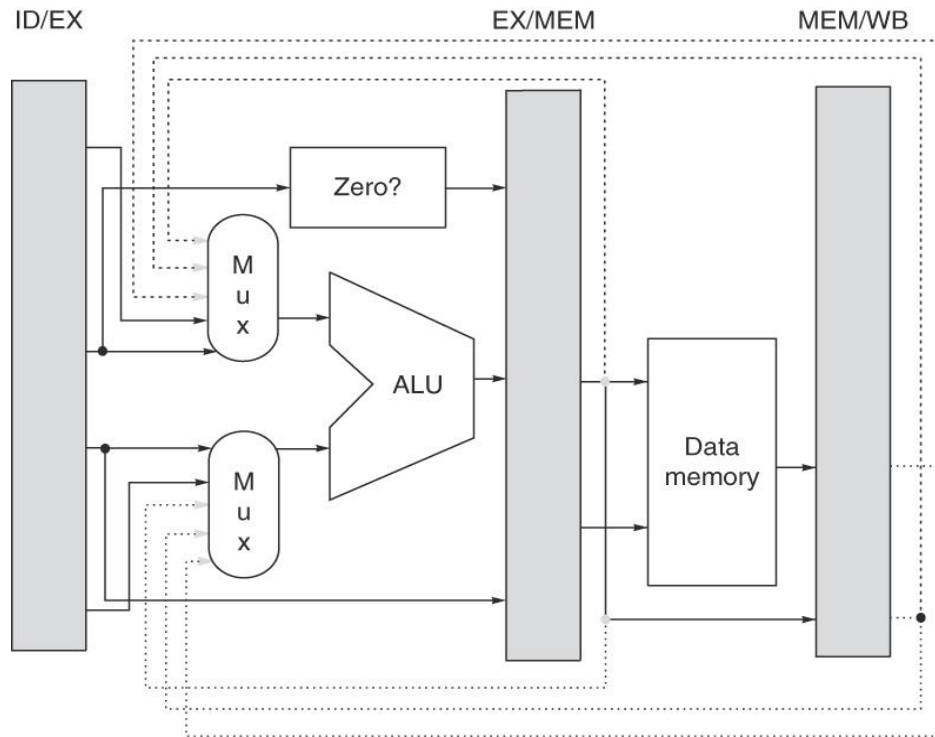 ID/EX
EX/MEM
MEM/WB
Zero?
M
u
x
ALU
M
u
x
Data
memory